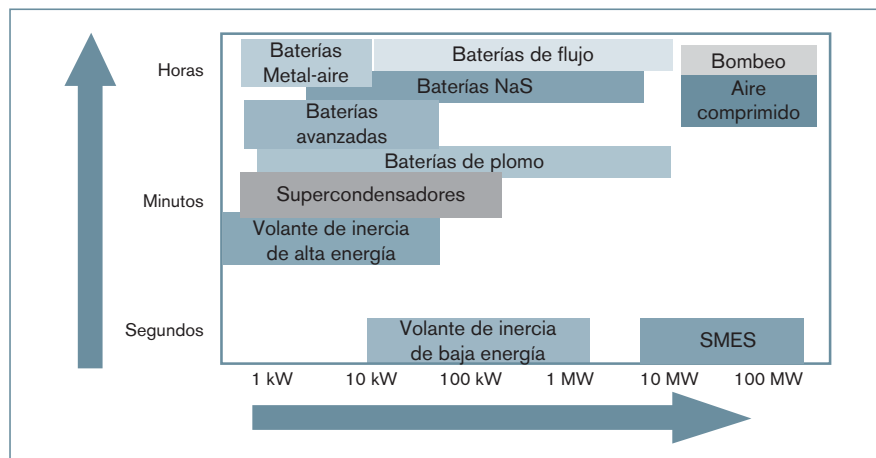 Horas
Baterías
Metal-aire
Baterías de flujo
Bombeo
Baterías NaS
Aire
comprimido
Baterías
avanzadas
Baterías de plomo
Minutos
Supercondensadores
Volante de inercia
de alta energía
Segundos
Volante de inercia
de baja energía
SMES
1 kW 10 kW 100 kW 1 MW 10 MW 100 MW